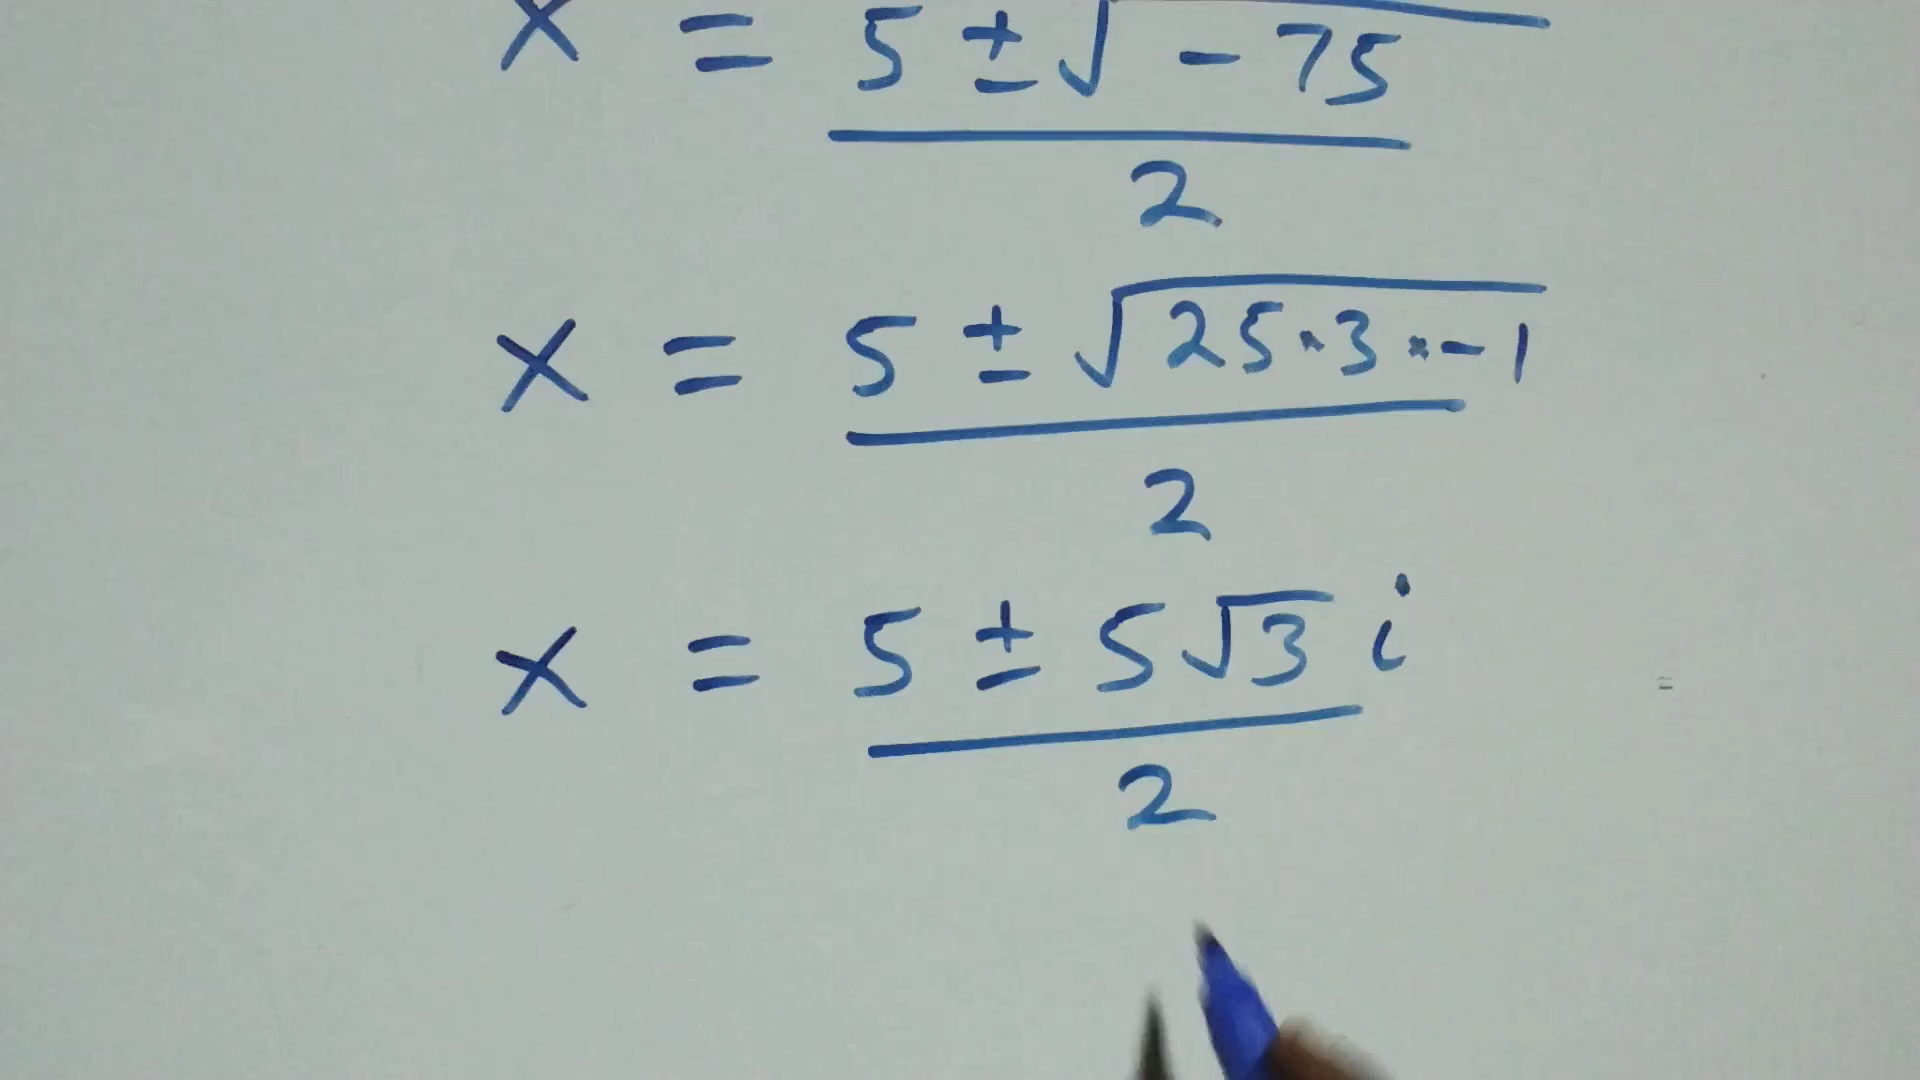 x = 5 ± √-75
2
x = 5 ± √25·3·-1
2
x = 5 ± 5√3 i
2